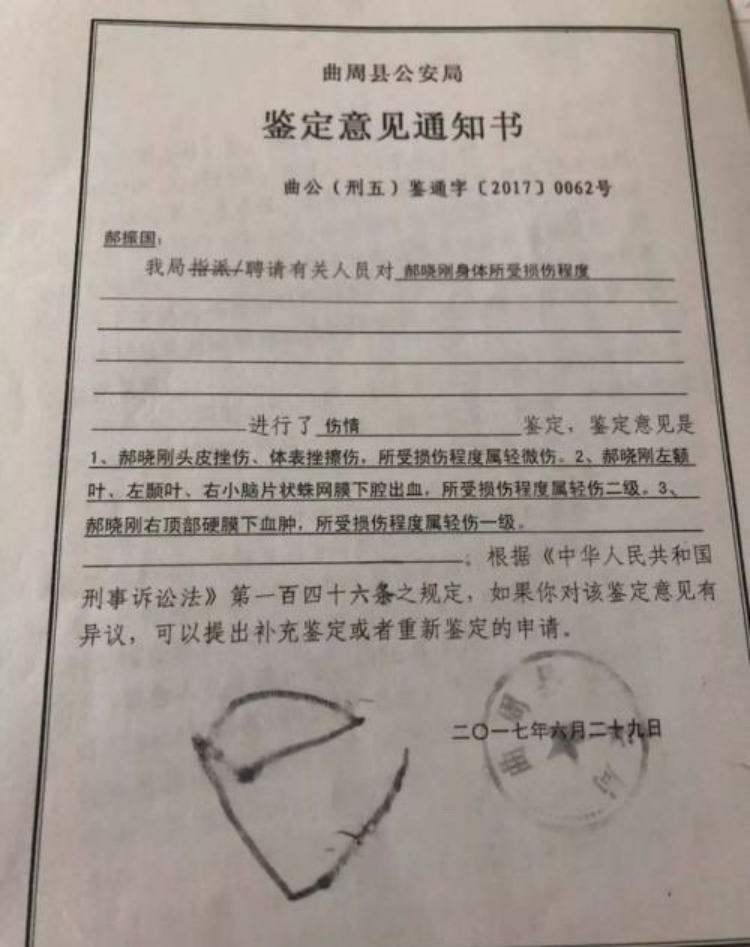 曲周县公安局
鉴定意见通知书
曲公（刑五）鉴通字〔2017〕0062号
郝振国：
我局指派/聘请有关人员对 郝晓刚身体所受损伤程度
进行了 伤情 鉴定，鉴定意见是
1、郝晓刚头皮挫伤、体表挫擦伤，所受损伤程度属轻微伤。2、郝晓刚左额
叶、左颞叶、右小脑片状蛛网膜下腔出血，所受损伤程度属轻伤二级。3、
郝晓刚右顶部硬膜下血肿，所受损伤程度属轻伤一级。
；根据《中华人民共和国
刑事诉讼法》第一百四十六条之规定，如果你对该鉴定意见有
异议，可以提出补充鉴定或者重新鉴定的申请。
二〇一七年六月二十九日
曲周县
局